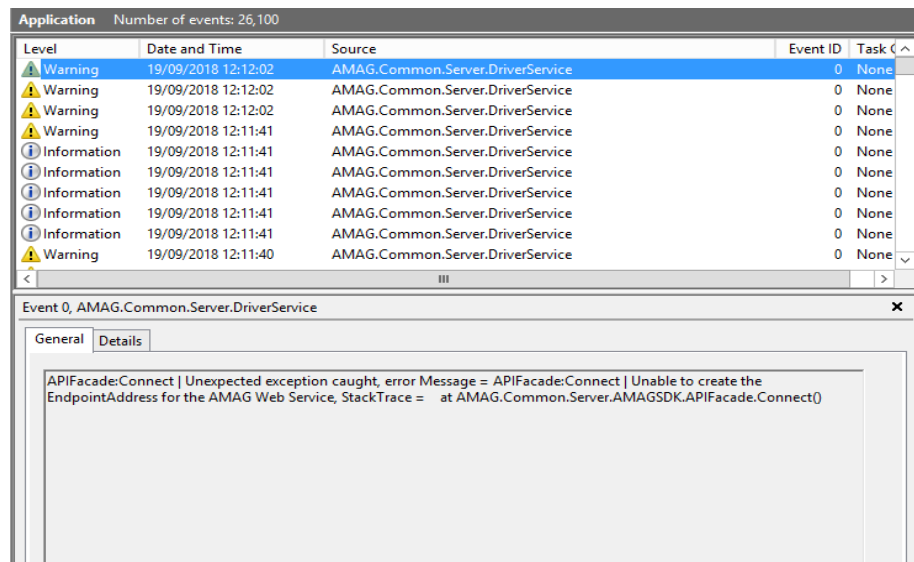 Application Number of events: 26,100
Level Date and Time Source Event ID Task C
Warning 19/09/2018 12:12:02 AMAG.Common.Server.DriverService 0 None
Warning 19/09/2018 12:12:02 AMAG.Common.Server.DriverService 0 None
Warning 19/09/2018 12:12:02 AMAG.Common.Server.DriverService 0 None
Warning 19/09/2018 12:11:41 AMAG.Common.Server.DriverService 0 None
Information 19/09/2018 12:11:41 AMAG.Common.Server.DriverService 0 None
Information 19/09/2018 12:11:41 AMAG.Common.Server.DriverService 0 None
Information 19/09/2018 12:11:41 AMAG.Common.Server.DriverService 0 None
Information 19/09/2018 12:11:41 AMAG.Common.Server.DriverService 0 None
Information 19/09/2018 12:11:41 AMAG.Common.Server.DriverService 0 None
Warning 19/09/2018 12:11:40 AMAG.Common.Server.DriverService 0 None
Event 0, AMAG.Common.Server.DriverService
General Details
APIFacade:Connect | Unexpected exception caught, error Message = APIFacade:Connect | Unable to create the
EndpointAddress for the AMAG Web Service, StackTrace = at AMAG.Common.Server.AMAGSDK.APIFacade.Connect()